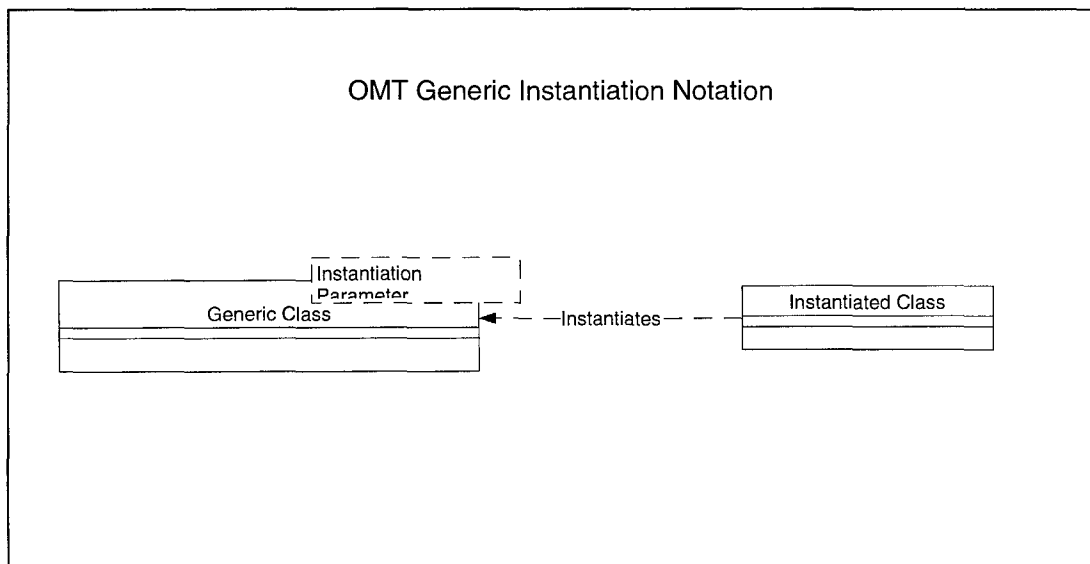 OMT Generic Instantiation Notation
Instantiation
Parameter
Generic Class
Instantiates
Instantiated Class